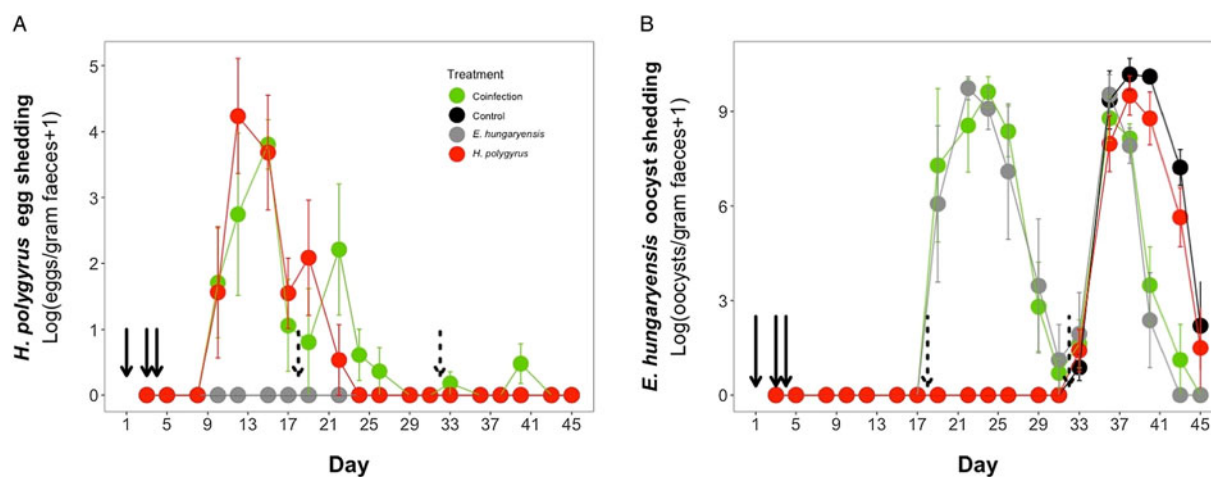 A
H. polygyrus egg shedding
Log(eggs/gram faeces+1)
5
4
3
2
1
0
Treatment
Coinfection
Control
E. hungaryensis
H. polygyrus
1 5 9 13 17 21 25 29 33 37 41 45
Day
B
E. hungaryensis oocyst shedding
Log(oocysts/gram faeces+1)
9
6
3
0
1 5 9 13 17 21 25 29 33 37 41 45
Day